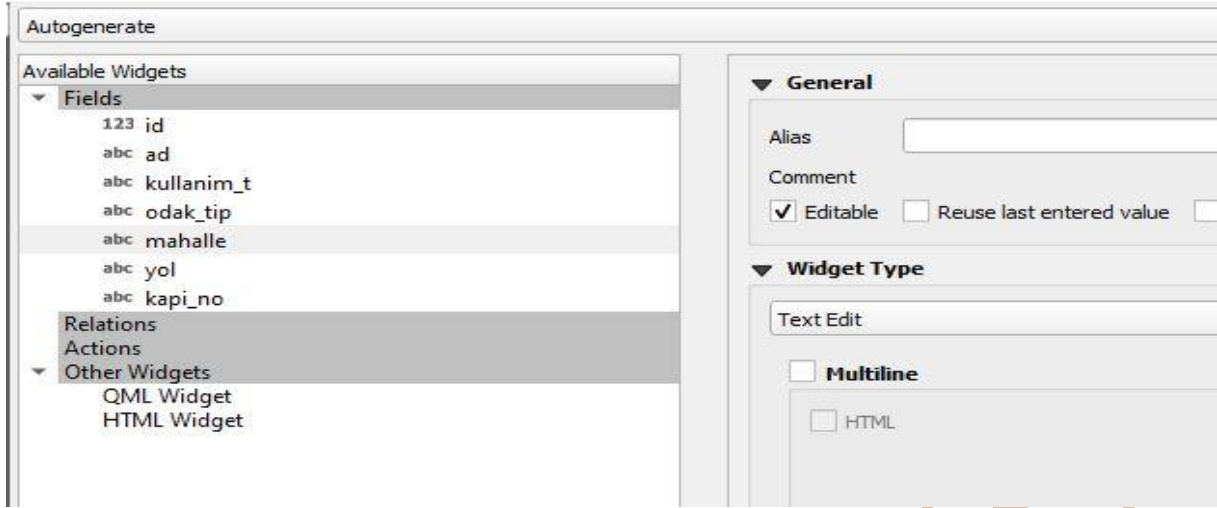 Autogenerate
Available Widgets
Fields
123 id
abc ad
abc kullanim_t
abc odak_tip
abc mahalle
abc yol
abc kapi_no
Relations
Actions
Other Widgets
QML Widget
HTML Widget
General
Alias
Comment
Editable Reuse last entered value
Widget Type
Text Edit
Multiline
HTML